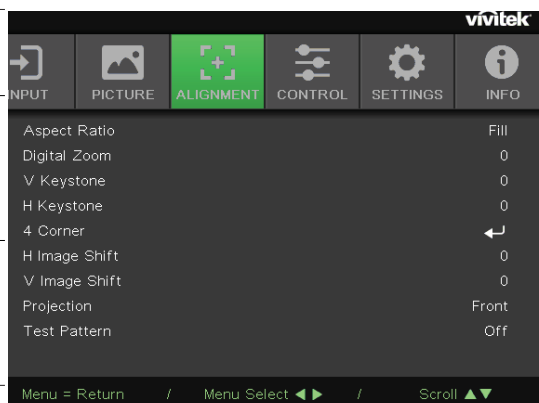 vivitek
INPUT PICTURE ALIGNMENT CONTROL SETTINGS INFO
Aspect Ratio Fill
Digital Zoom 0
V Keystone 0
H Keystone 0
4 Corner
H Image Shift 0
V Image Shift 0
Projection Front
Test Pattern Off
Menu = Return / Menu Select ◄ ► / Scroll ▲▼